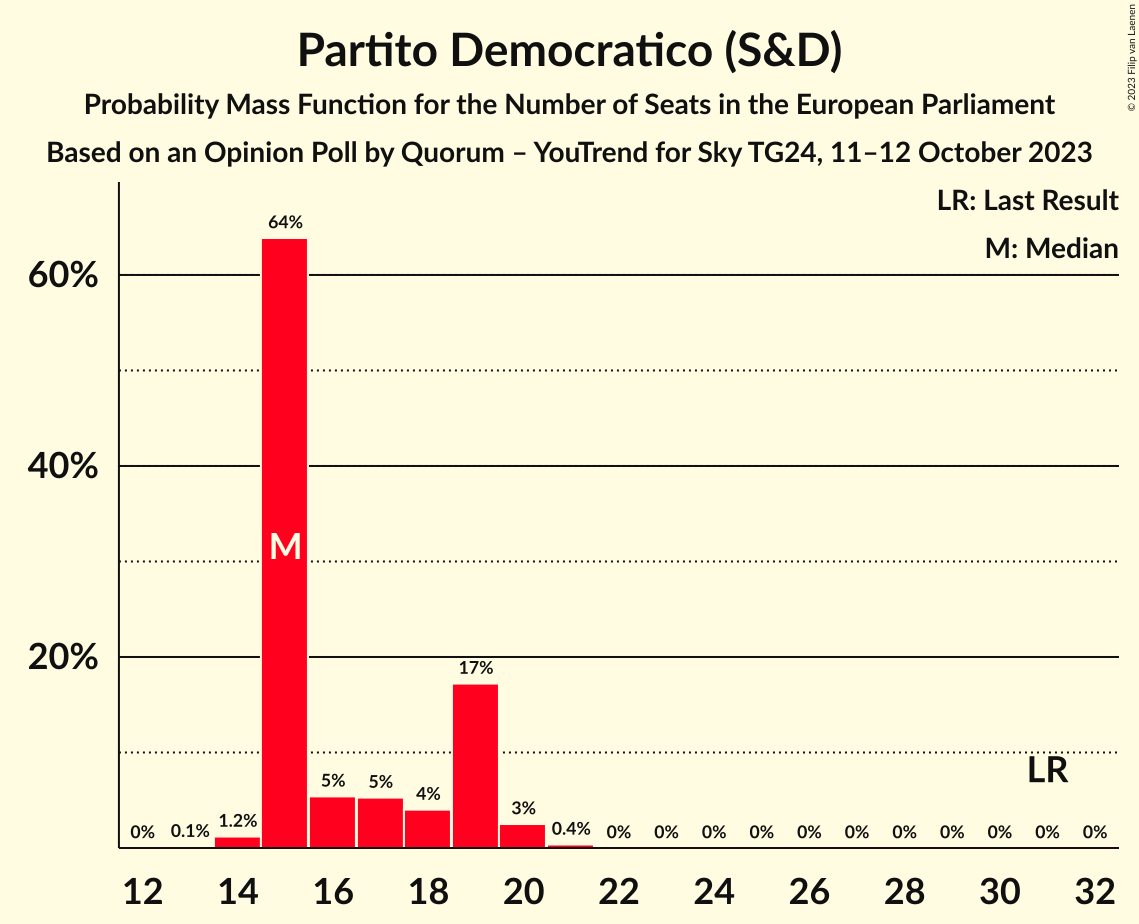 Partito Democratico (S&D)
Probability Mass Function for the Number of Seats in the European Parliament
Based on an Opinion Poll by Quorum – YouTrend for Sky TG24, 11–12 October 2023
© 2023 Filip van Laenen
LR: Last Result
M: Median
60%
40%
20%
0%
0.1%
1.2%
64%
M
5%
5%
4%
17%
3%
0.4%
0%
0%
0%
0%
0%
0%
0%
0%
0%
LR
0%
0%
12 14 16 18 20 22 24 26 28 30 32